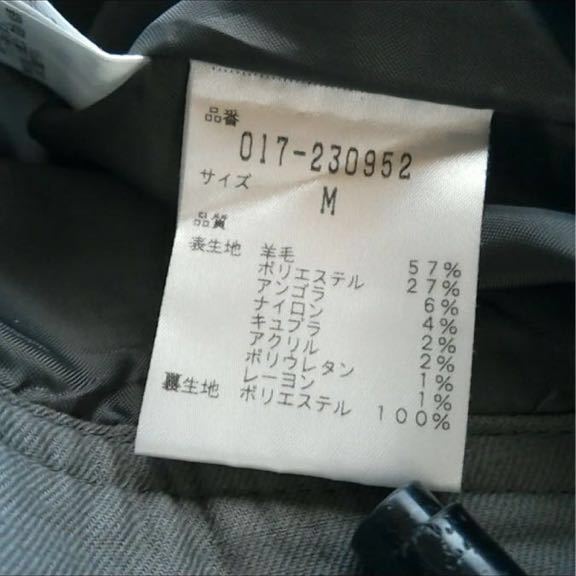 品番
017-230952
サイズ
M
品質
表生地 羊毛 57%
ポリエステル 27%
アンゴラ 6%
ナイロン 4%
キュプラ 2%
アクリル 2%
ポリウレタン 1%
レーヨン 1%
裏生地 ポリエステル 100%